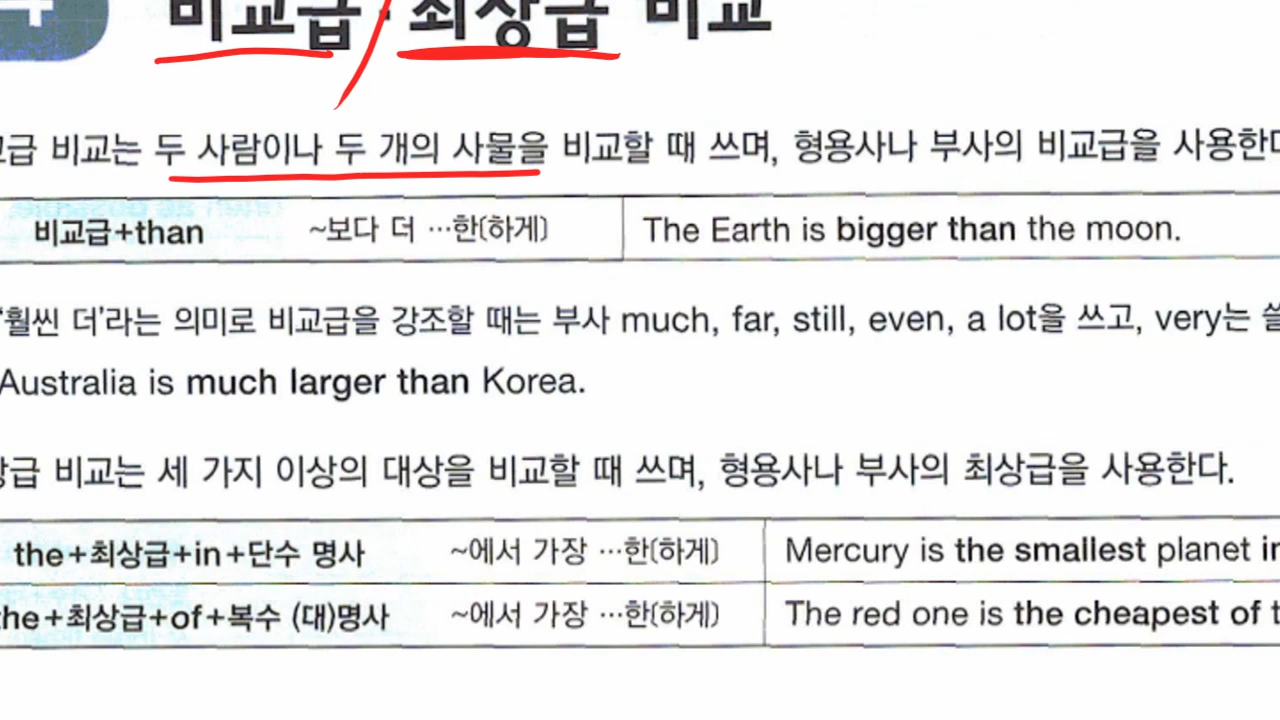 비교급·최상급 비교
급 비교는 두 사람이나 두 개의 사물을 비교할 때 쓰며, 형용사나 부사의 비교급을 사용한다
비교급+than ~보다 더 …한(하게) The Earth is bigger than the moon.
'훨씬 더'라는 의미로 비교급을 강조할 때는 부사 much, far, still, even, a lot을 쓰고, very는
Australia is much larger than Korea.
급 비교는 세 가지 이상의 대상을 비교할 때 쓰며, 형용사나 부사의 최상급을 사용한다.
the+최상급+in+단수 명사 ~에서 가장 …한(하게) Mercury is the smallest planet in
the+최상급+of+복수 (대)명사 ~에서 가장 …한(하게) The red one is the cheapest of